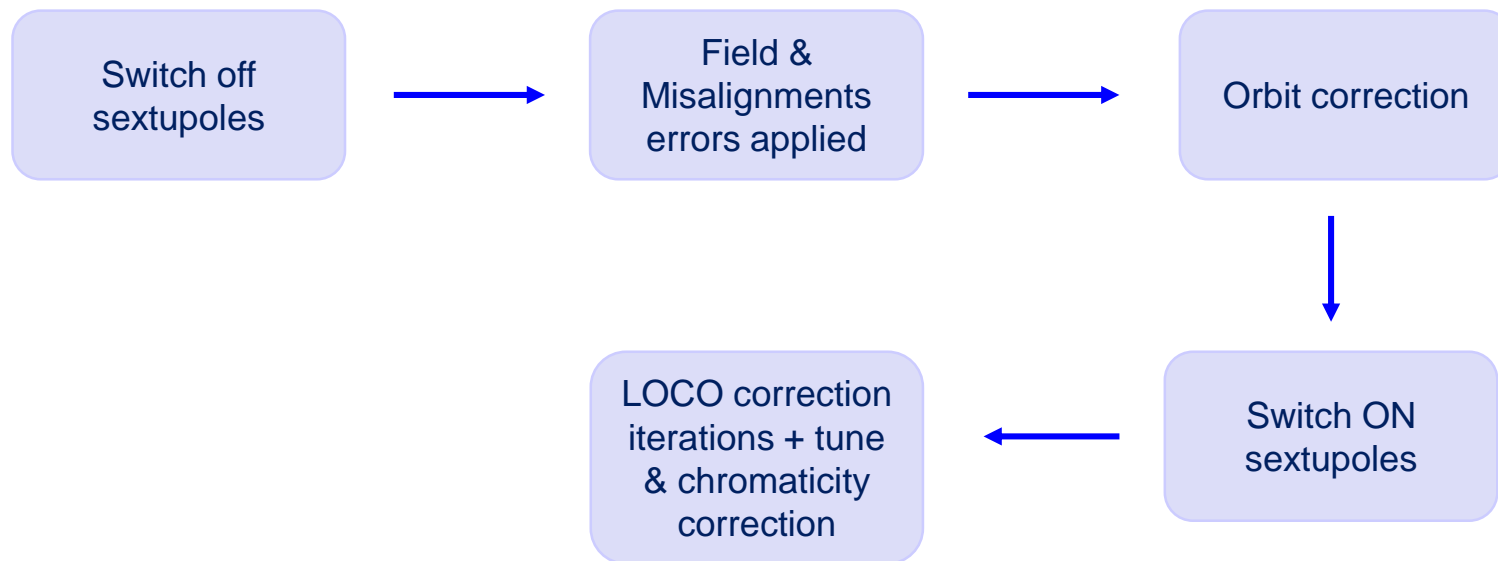 Switch off
sextupoles
Field &
Misalignments
errors applied
Orbit correction
Switch ON
sextupoles
LOCO correction
iterations + tune
& chromaticity
correction